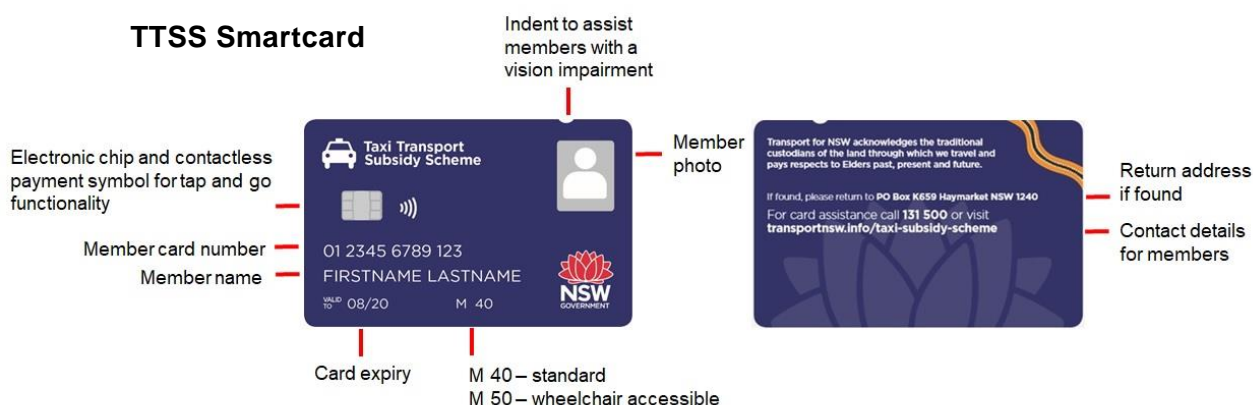 TTSS Smartcard
Indent to assist
members with a
vision impairment
Electronic chip and contactless
payment symbol for tap and go
functionality
Member card number
Member name
Taxi Transport
Subsidy Scheme
01 2345 6789 123
FIRSTNAME LASTNAME
VALID
TO 08/20 M 40
NSW
GOVERNMENT
Member
photo
Card expiry
M 40 – standard
M 50 – wheelchair accessible
Transport for NSW acknowledges the traditional
custodians of the land through which we travel and
pays respects to Elders past, present and future.
If found, please return to PO Box K659 Haymarket NSW 1240
For card assistance call 131 500 or visit
transportnsw.info/taxi-subsidy-scheme
Return address
if found
Contact details
for members